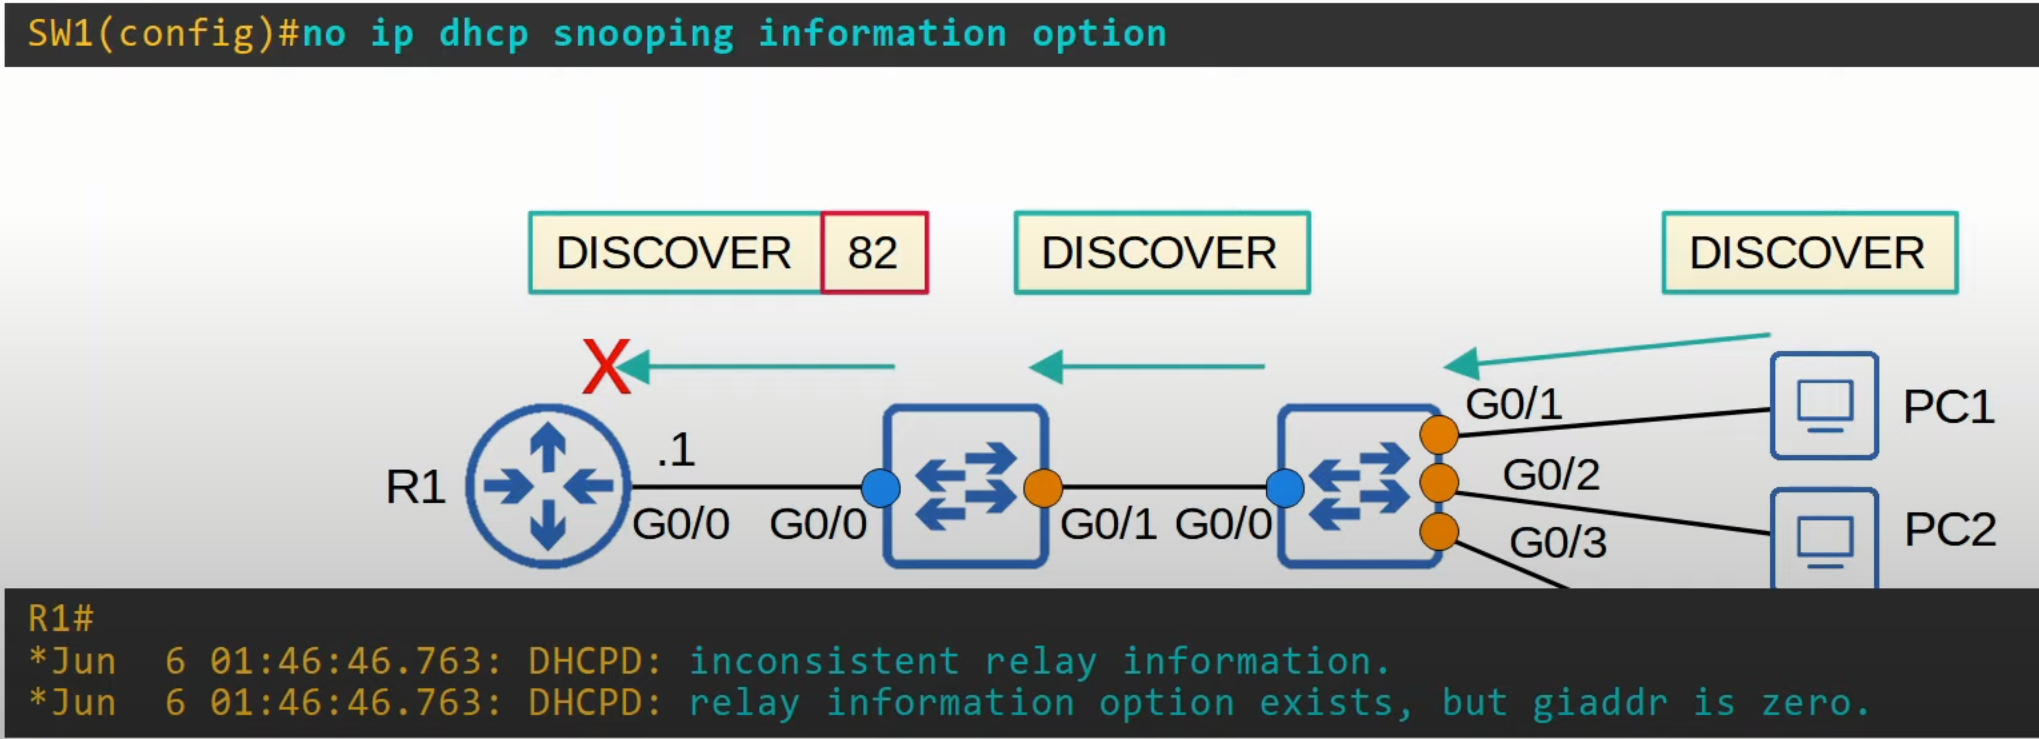 SW1(config)#no ip dhcp snooping information option
DISCOVER 82
DISCOVER
DISCOVER
X
G0/1
PC1
.1
R1
G0/2
G0/0
G0/0
G0/1
G0/0
G0/3
PC2
R1#
*Jun  6 01:46:46.763: DHCPD: inconsistent relay information.
*Jun  6 01:46:46.763: DHCPD: relay information option exists, but giaddr is zero.